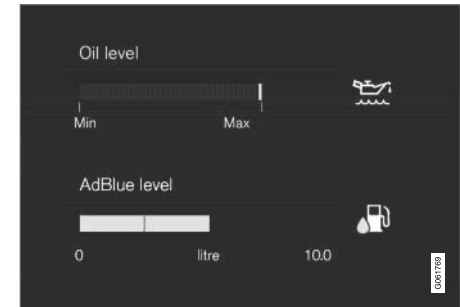 Oil level
Min Max
AdBlue level
0 litre 10.0
G061769